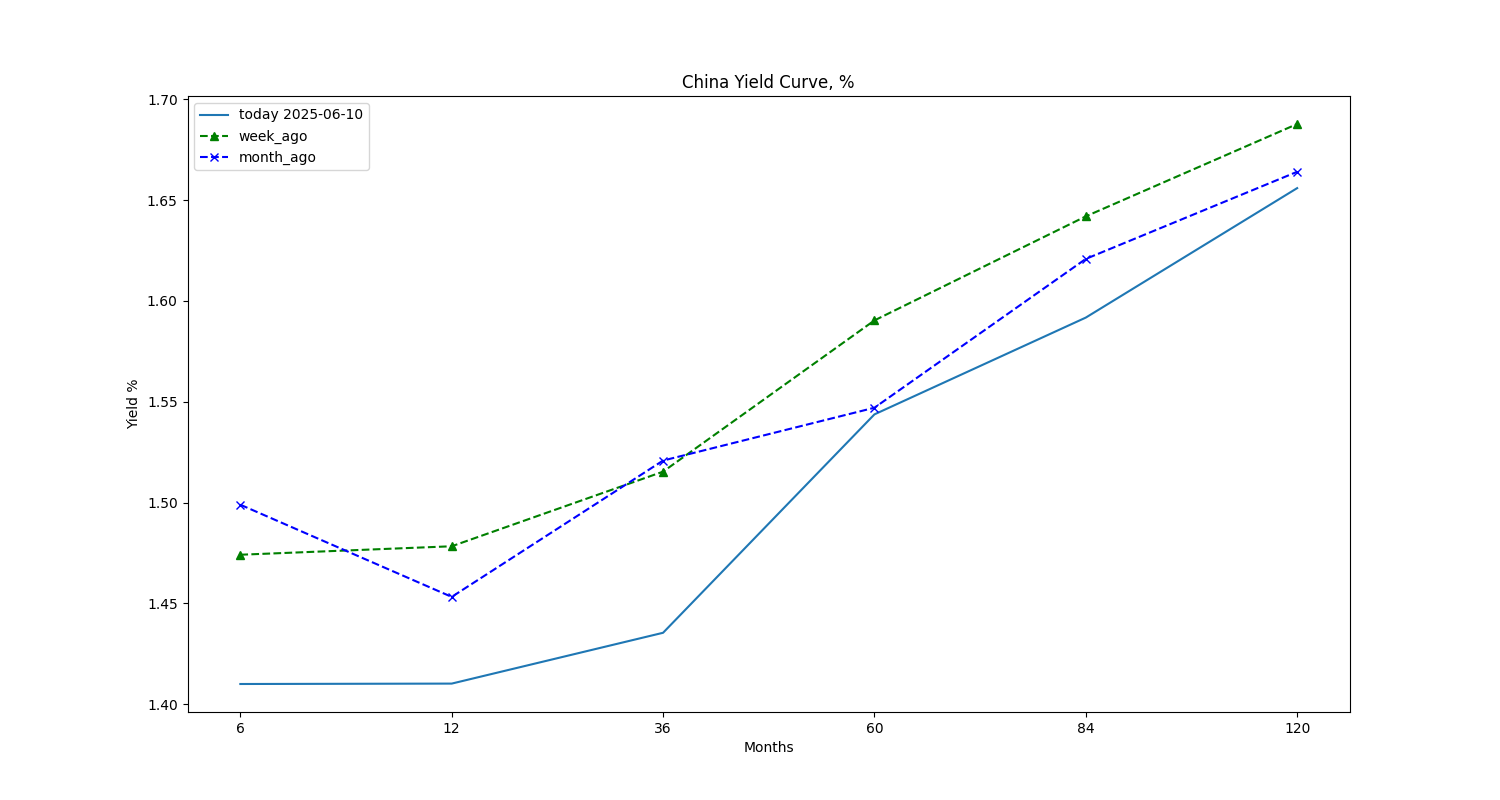 China Yield Curve, %
today 2025-06-10
week_ago
month_ago
1.70
1.65
1.60
1.55
1.50
1.45
1.40
Yield %
6 12 36 60 84 120
Months